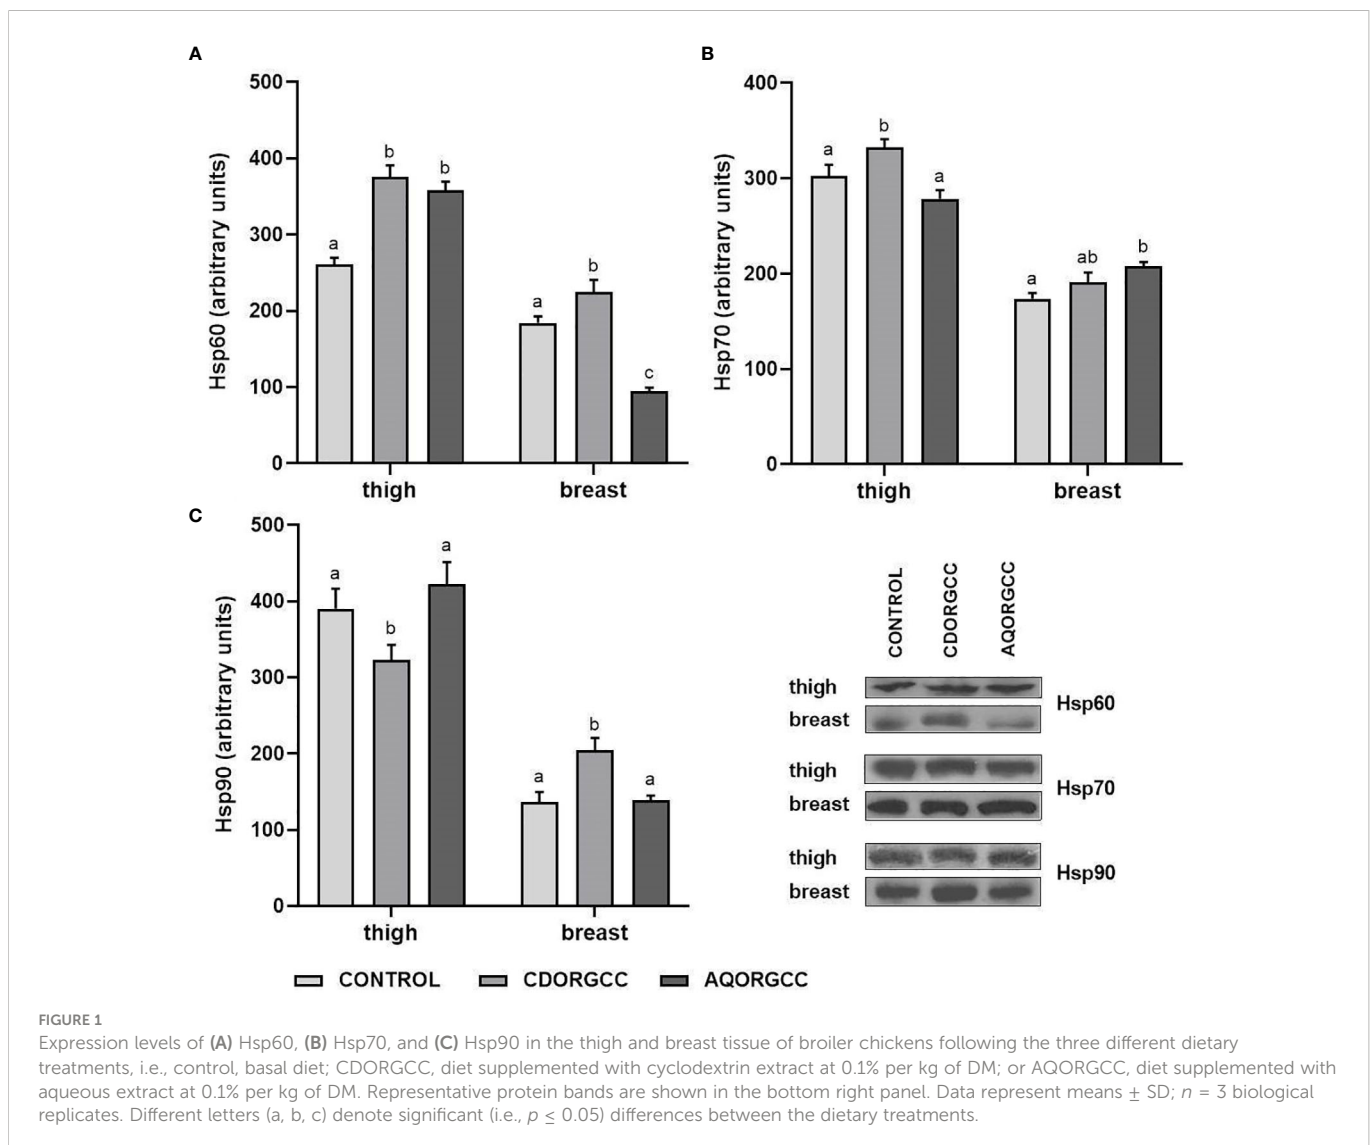 A
Hsp60 (arbitrary units)
500
400
300
200
100
0
a
b
b
a
b
c
thigh breast
B
Hsp70 (arbitrary units)
400
300
200
100
0
a
b
a
a
ab
b
thigh breast
C
Hsp90 (arbitrary units)
500
400
300
200
100
0
a
b
a
a
b
a
thigh breast
CONTROL CDORGCC AQORGCC
thigh
breast
Hsp60
thigh
breast
Hsp70
thigh
breast
Hsp90
CONTROL CDORGCC AQORGCC
FIGURE 1
Expression levels of (A) Hsp60, (B) Hsp70, and (C) Hsp90 in the thigh and breast tissue of broiler chickens following the three different dietary
treatments, i.e., control, basal diet; CDORGCC, diet supplemented with cyclodextrin extract at 0.1% per kg of DM; or AQORGCC, diet supplemented with
aqueous extract at 0.1% per kg of DM. Representative protein bands are shown in the bottom right panel. Data represent means ± SD; n = 3 biological
replicates. Different letters (a, b, c) denote significant (i.e., p ≤ 0.05) differences between the dietary treatments.